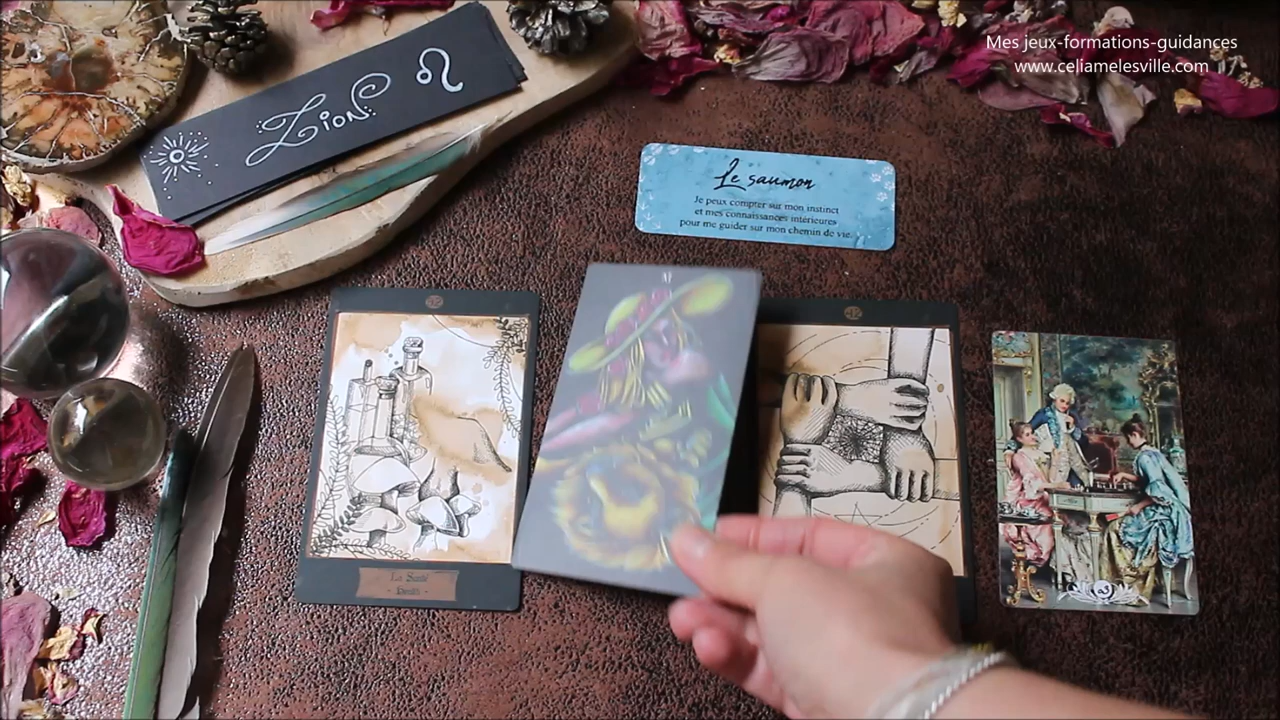 Mes jeux-formations-guidances
www.celiamelesville.com
Lion ♌
Le saumon
Je peux compter sur mon instinct
et mes connaissances intérieures
pour me guider sur mon chemin de vie.
42
La Santé